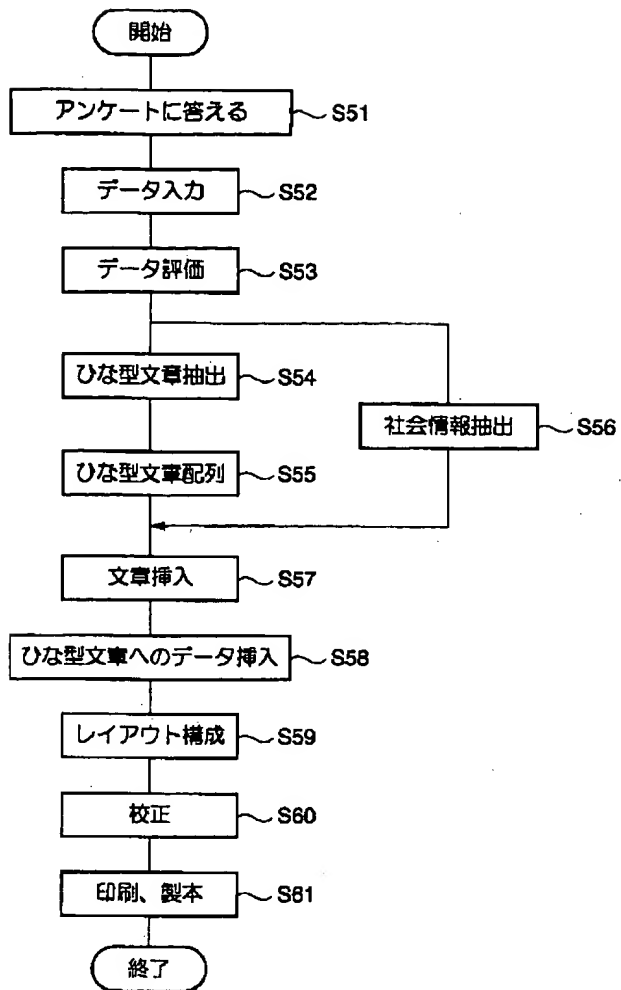 開始
アンケートに答える S51
データ入力 S52
データ評価 S53
ひな型文章抽出 S54
社会情報抽出 S56
ひな型文章配列 S55
文章挿入 S57
ひな型文章へのデータ挿入 S58
レイアウト構成 S59
校正 S60
印刷、製本 S61
終了